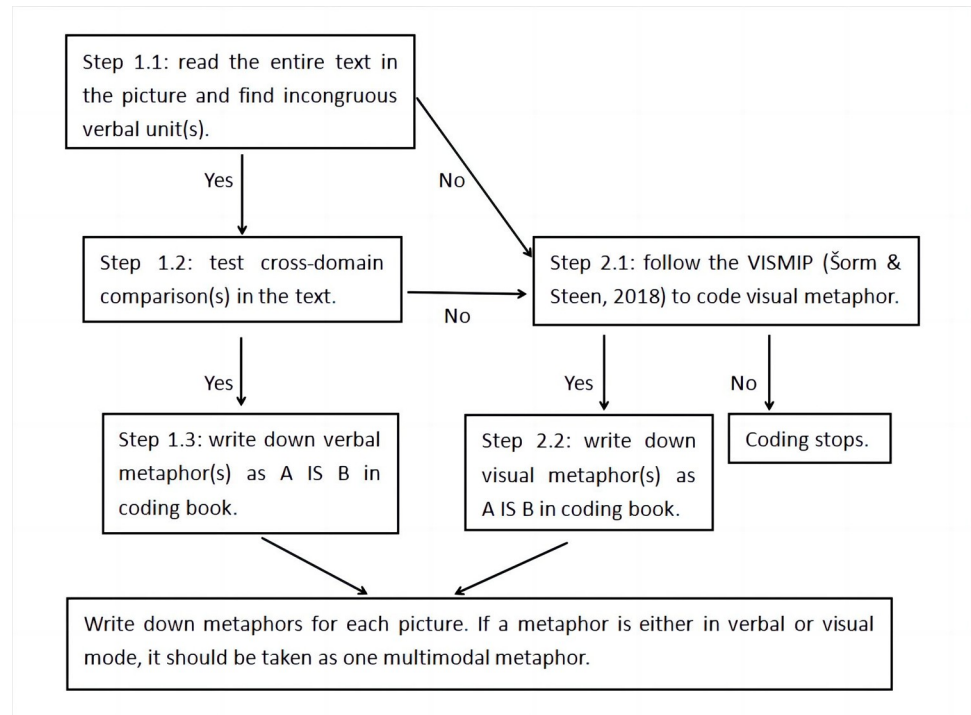 Step 1.1: read the entire text in
the picture and find incongruous
verbal unit(s).
Yes
No
Step 1.2: test cross-domain
comparison(s) in the text.
No
Step 2.1: follow the VISMIP (Šorm &
Steen, 2018) to code visual metaphor.
Yes
Yes
No
Step 1.3: write down verbal
metaphor(s) as A IS B in
coding book.
Step 2.2: write down
visual metaphor(s) as
A IS B in coding book.
Coding stops.
Write down metaphors for each picture. If a metaphor is either in verbal or visual
mode, it should be taken as one multimodal metaphor.